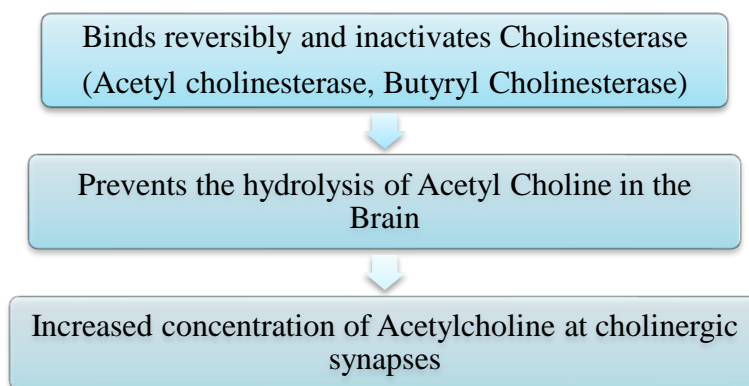 Binds reversibly and inactivates Cholinesterase
(Acetyl cholinesterase, Butyryl Cholinesterase)
Prevents the hydrolysis of Acetyl Choline in the
Brain
Increased concentration of Acetylcholine at cholinergic
synapses